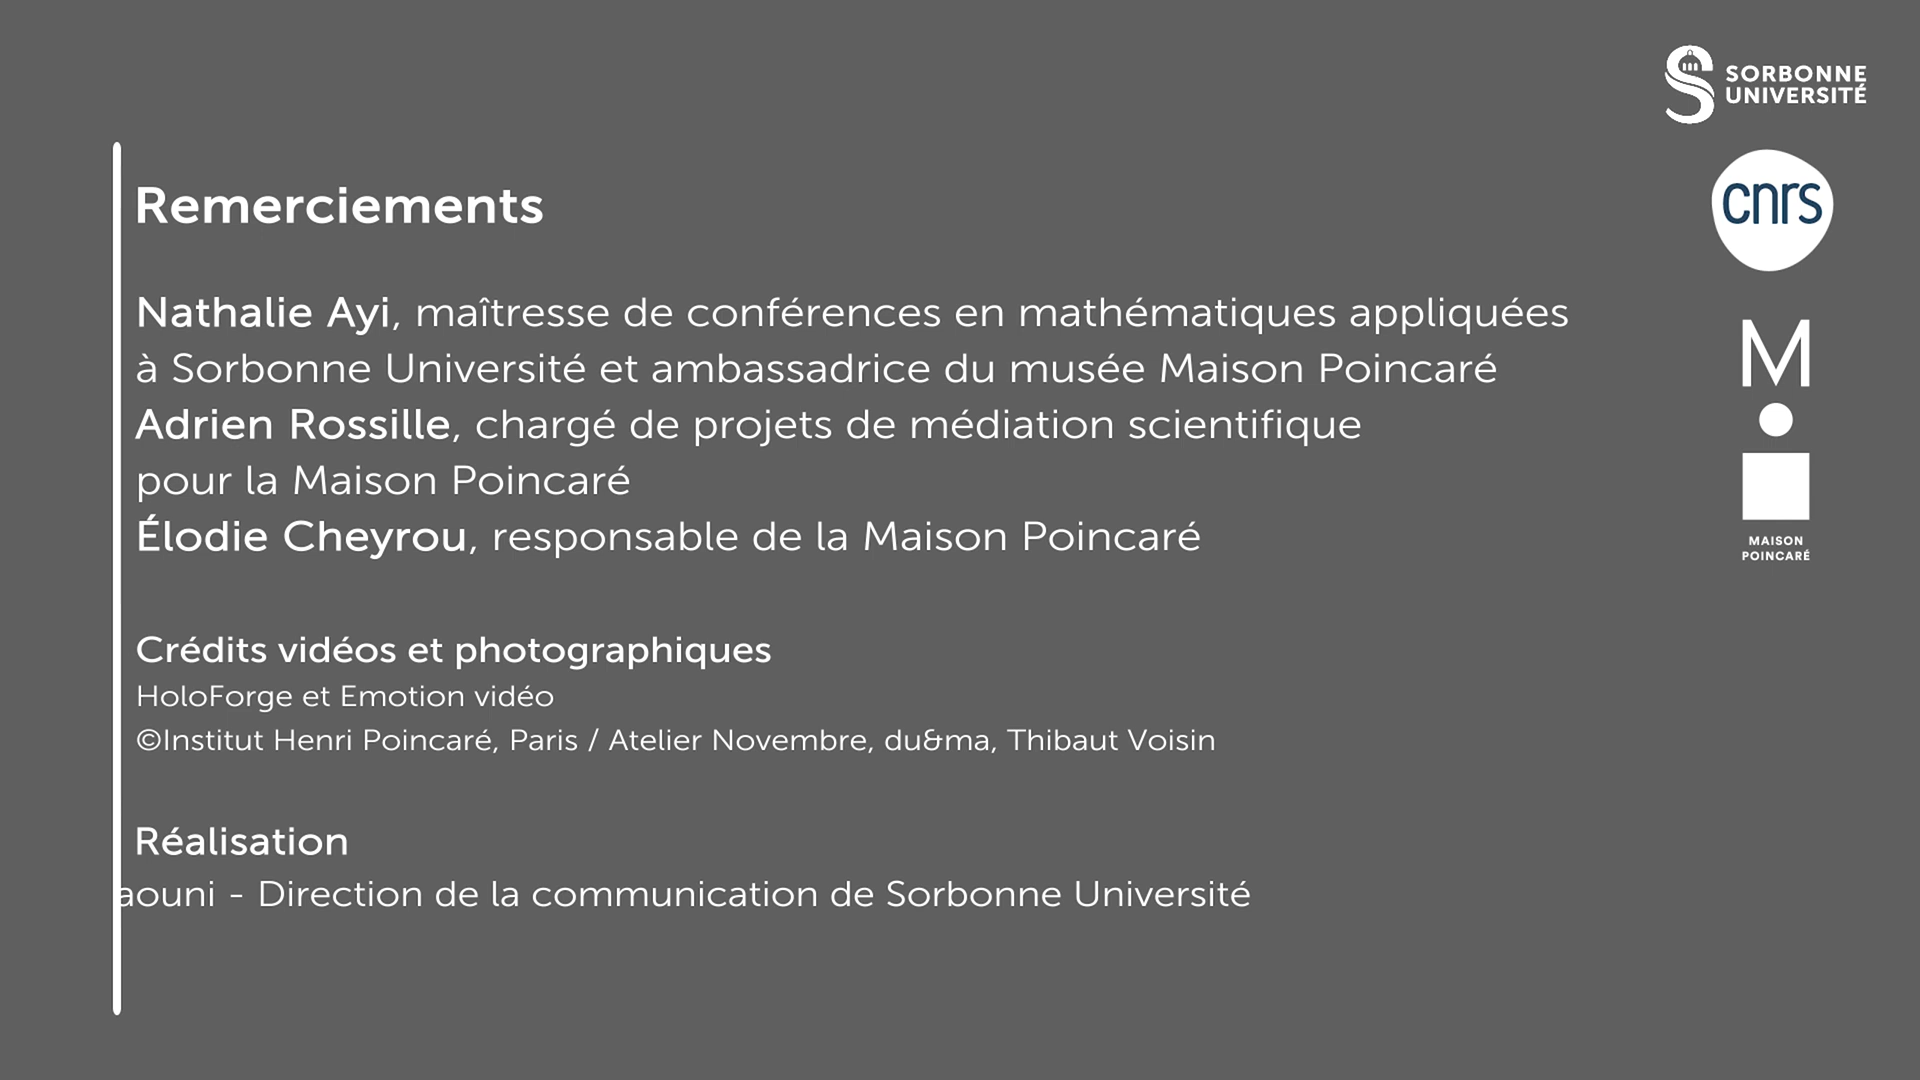 SORBONNE
UNIVERSITÉ
cnrs
M
MAISON
POINCARÉ
Remerciements
Nathalie Ayi, maîtresse de conférences en mathématiques appliquées
à Sorbonne Université et ambassadrice du musée Maison Poincaré
Adrien Rossille, chargé de projets de médiation scientifique
pour la Maison Poincaré
Élodie Cheyrou, responsable de la Maison Poincaré
Crédits vidéos et photographiques
HoloForge et Emotion vidéo
©Institut Henri Poincaré, Paris / Atelier Novembre, du&ma, Thibaut Voisin
Réalisation
- Direction de la communication de Sorbonne Université